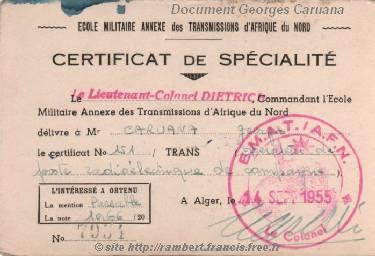 Document Georges Caruana
ECOLE MILITAIRE ANNEXE des TRANSMISSIONS D'AFRIQUE DU NORD
CERTIFICAT DE SPÉCIALITÉ
Le Lieutenant-Colonel DIETRICH Commandant l'Ecole
Militaire Annexe des Transmissions d'Afrique du Nord
délivre à Mr CARUANA
le certificat No 151 / TRANS
poste radioélectrique de campagne
L'INTÉRESSÉ A OBTENU
La mention Passable
La note /20
No
A Alger, le
14 SEPT 1955
E.M.A.T./A.F.N.
Le Colonel
© site http://rambert.francis.free.fr